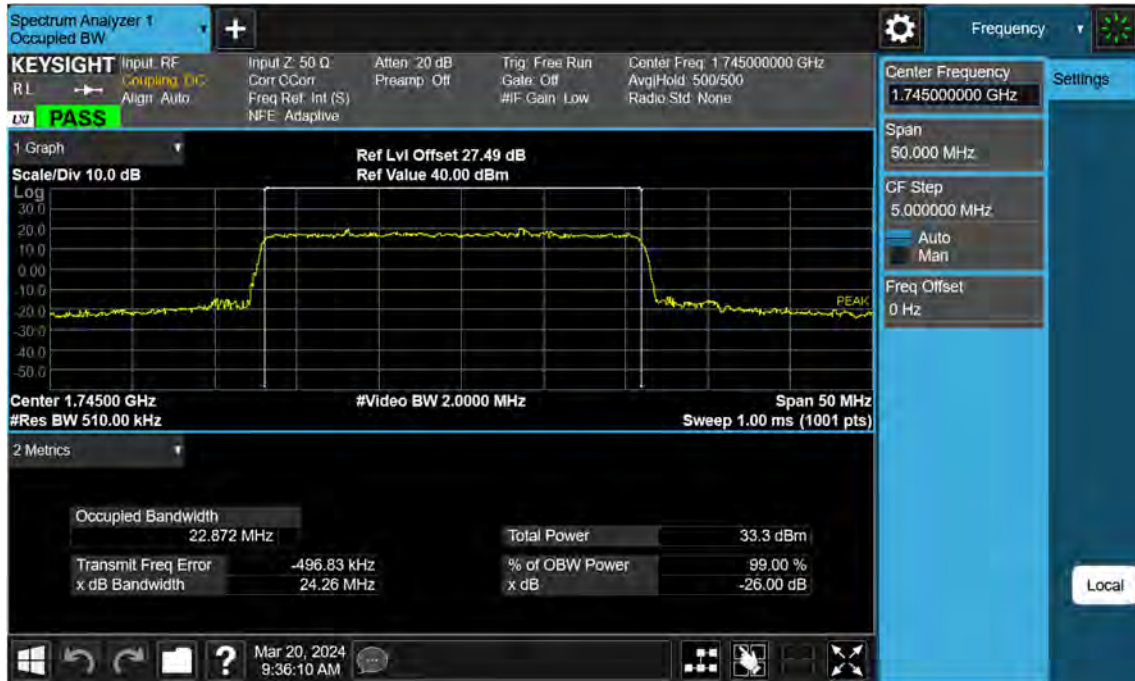 Spectrum Analyzer 1
Occupied BW
Frequency
KEYSIGHT
RL
LXI PASS
Input: RF
Coupling: DC
Align: Auto
Input Z: 50 Ω
Corr CCorr
Freq Ref: Int (S)
NFE: Adaptive
Atten: 20 dB
Preamp: Off
Trig: Free Run
Gate: Off
#IF Gain: Low
Center Freq: 1.745000000 GHz
Avg|Hold: 500/500
Radio Std: None
Center Frequency
1.745000000 GHz
Settings
Span
50.000 MHz
CF Step
5.000000 MHz
Auto
Man
Freq Offset
0 Hz
1 Graph
Scale/Div 10.0 dB
Ref Lvl Offset 27.49 dB
Ref Value 40.00 dBm
Log
30.0
20.0
10.0
0.00
-10.0
-20.0
-30.0
-40.0
-50.0
PEAK
Center 1.74500 GHz
#Video BW 2.0000 MHz
Span 50 MHz
#Res BW 510.00 kHz
Sweep 1.00 ms (1001 pts)
2 Metrics
Occupied Bandwidth
22.872 MHz
Total Power 33.3 dBm
Transmit Freq Error -496.83 kHz
% of OBW Power 99.00 %
x dB Bandwidth 24.26 MHz
x dB -26.00 dB
Local
Mar 20, 2024
9:36:10 AM